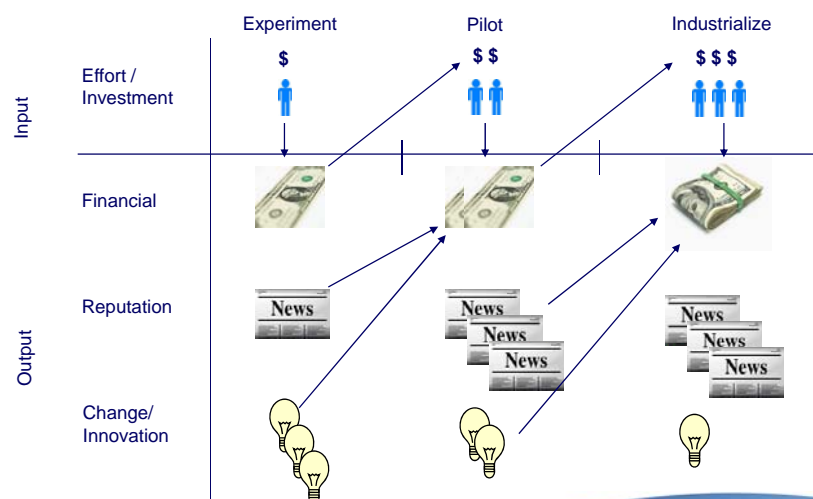 Experiment
Pilot
Industrialize
Input
Effort /
Investment
$
$ $
$ $ $
Financial
Output
Reputation
News
News
News
News
News
News
News
Change/
Innovation